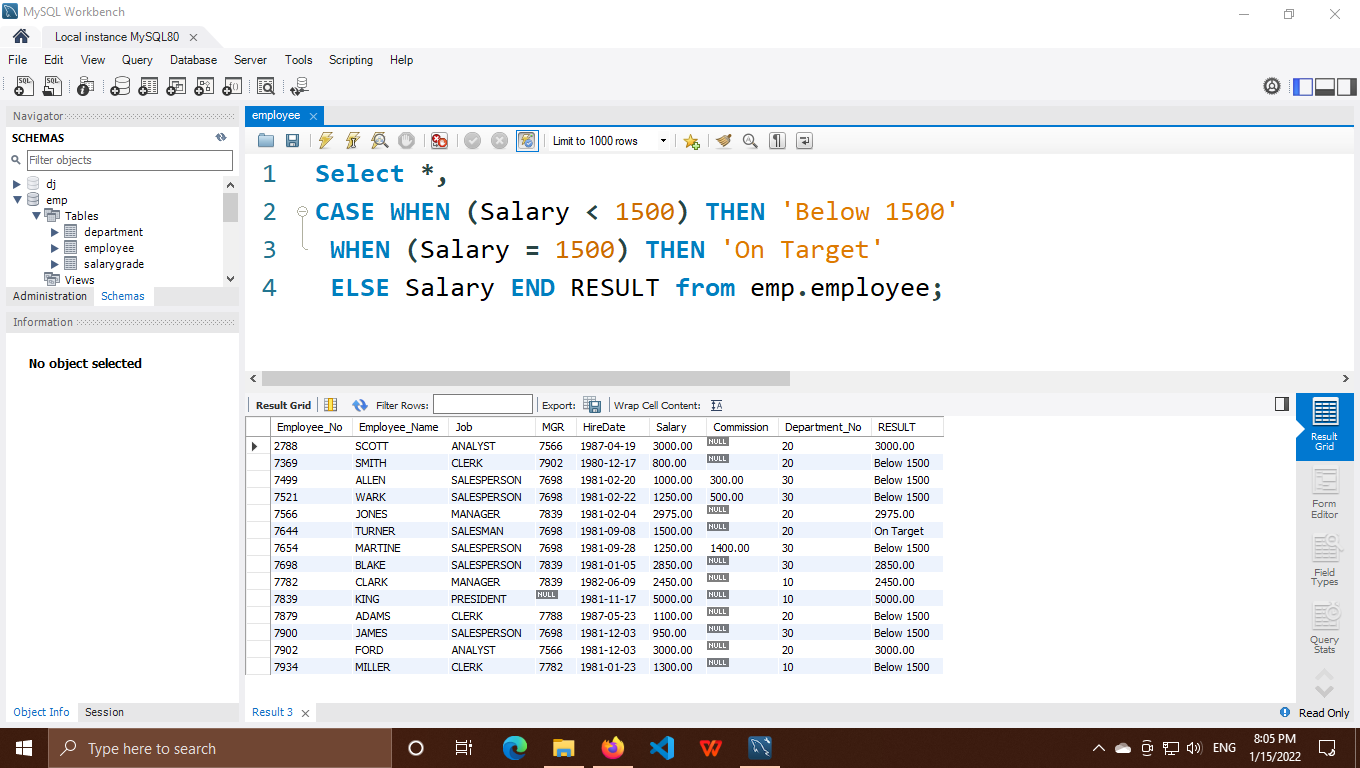 MySQL Workbench
Local instance MySQL80
File Edit View Query Database Server Tools Scripting Help
Navigator
SCHEMAS
Filter objects
dj
emp
Tables
department
employee
salarygrade
Views
Administration Schemas
Information
No object selected
Object Info Session
employee
Limit to 1000 rows
1 Select *,
2 CASE WHEN (Salary < 1500) THEN 'Below 1500'
3 WHEN (Salary = 1500) THEN 'On Target'
4 ELSE Salary END RESULT from emp.employee;
Result Grid Filter Rows: Export: Wrap Cell Content:
Employee_No Employee_Name Job MGR HireDate Salary Commission Department_No RESULT
2788 SCOTT ANALYST 7566 1987-04-19 3000.00 NULL 20 3000.00
7369 SMITH CLERK 7902 1980-12-17 800.00 NULL 20 Below 1500
7499 ALLEN SALESPERSON 7698 1981-02-20 1000.00 300.00 30 Below 1500
7521 WARK SALESPERSON 7698 1981-02-22 1250.00 500.00 30 Below 1500
7566 JONES MANAGER 7839 1981-02-04 2975.00 NULL 20 2975.00
7644 TURNER SALESMAN 7698 1981-09-08 1500.00 NULL 20 On Target
7654 MARTINE SALESPERSON 7698 1981-09-28 1250.00 1400.00 30 Below 1500
7698 BLAKE SALESPERSON 7839 1981-01-05 2850.00 NULL 30 2850.00
7782 CLARK MANAGER 7839 1982-06-09 2450.00 NULL 10 2450.00
7839 KING PRESIDENT NULL 1981-11-17 5000.00 NULL 10 5000.00
7879 ADAMS CLERK 7788 1987-05-23 1100.00 NULL 20 Below 1500
7900 JAMES SALESPERSON 7698 1981-12-03 950.00 NULL 30 Below 1500
7902 FORD ANALYST 7566 1981-12-03 3000.00 NULL 20 3000.00
7934 MILLER CLERK 7782 1981-01-23 1300.00 NULL 10 Below 1500
Result
Grid
Form
Editor
Field
Types
Query
Stats
Result 3
Read Only
Type here to search
ENG
8:05 PM
1/15/2022